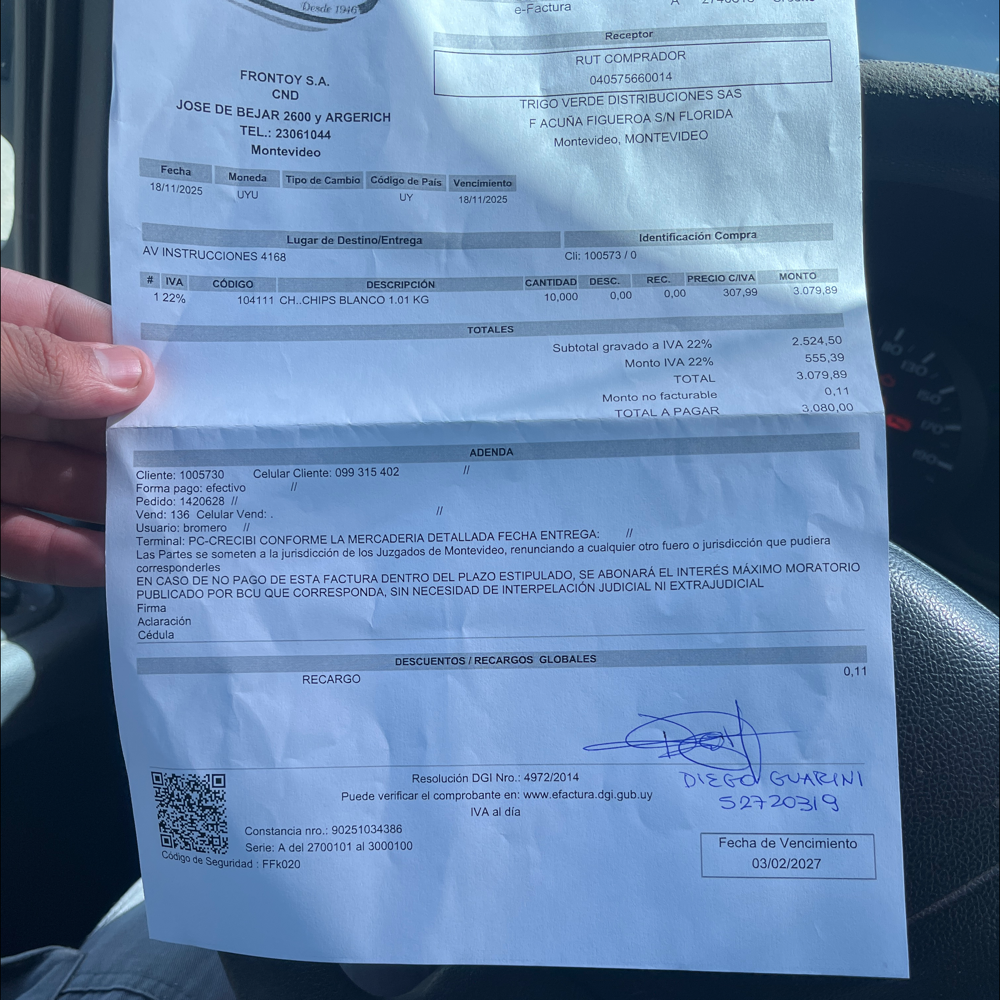 Desde 1946
e-Factura A
Receptor
RUT COMPRADOR
040575660014
TRIGO VERDE DISTRIBUCIONES SAS
F ACUÑA FIGUEROA S/N FLORIDA
Montevideo, MONTEVIDEO
FRONTOY S.A.
CND
JOSE DE BEJAR 2600 y ARGERICH
TEL.: 23061044
Montevideo
Fecha Moneda Tipo de Cambio Código de País Vencimiento
18/11/2025 UYU UY 18/11/2025
Lugar de Destino/Entrega Identificación Compra
AV INSTRUCCIONES 4168 Cli: 100573 / 0
# IVA CÓDIGO DESCRIPCIÓN CANTIDAD DESC. REC. PRECIO C/IVA MONTO
1 22% 104111 CH..CHIPS BLANCO 1.01 KG 10,000 0,00 0,00 307,99 3.079,89
TOTALES
Subtotal gravado a IVA 22% 2.524,50
Monto IVA 22% 555,39
TOTAL 3.079,89
Monto no facturable 0,11
TOTAL A PAGAR 3.080,00
ADENDA
Cliente: 1005730 Celular Cliente: 099 315 402 //
Forma pago: efectivo //
Pedido: 1420628 //
Vend: 136 Celular Vend: . //
Usuario: bromero //
Terminal: PC-CRECIBI CONFORME LA MERCADERIA DETALLADA FECHA ENTREGA: //
Las Partes se someten a la jurisdicción de los Juzgados de Montevideo, renunciando a cualquier otro fuero o jurisdicción que pudiera
corresponderles
EN CASO DE NO PAGO DE ESTA FACTURA DENTRO DEL PLAZO ESTIPULADO, SE ABONARÁ EL INTERÉS MÁXIMO MORATORIO
PUBLICADO POR BCU QUE CORRESPONDA, SIN NECESIDAD DE INTERPELACIÓN JUDICIAL NI EXTRAJUDICIAL
Firma
Aclaración
Cédula
DESCUENTOS / RECARGOS GLOBALES
RECARGO 0,11
DIEGO GUARINI
52720319
Resolución DGI Nro.: 4972/2014
Puede verificar el comprobante en: www.efactura.dgi.gub.uy
IVA al día
Constancia nro.: 90251034386
Serie: A del 2700101 al 3000100
Código de Seguridad : FFk020
Fecha de Vencimiento
03/02/2027